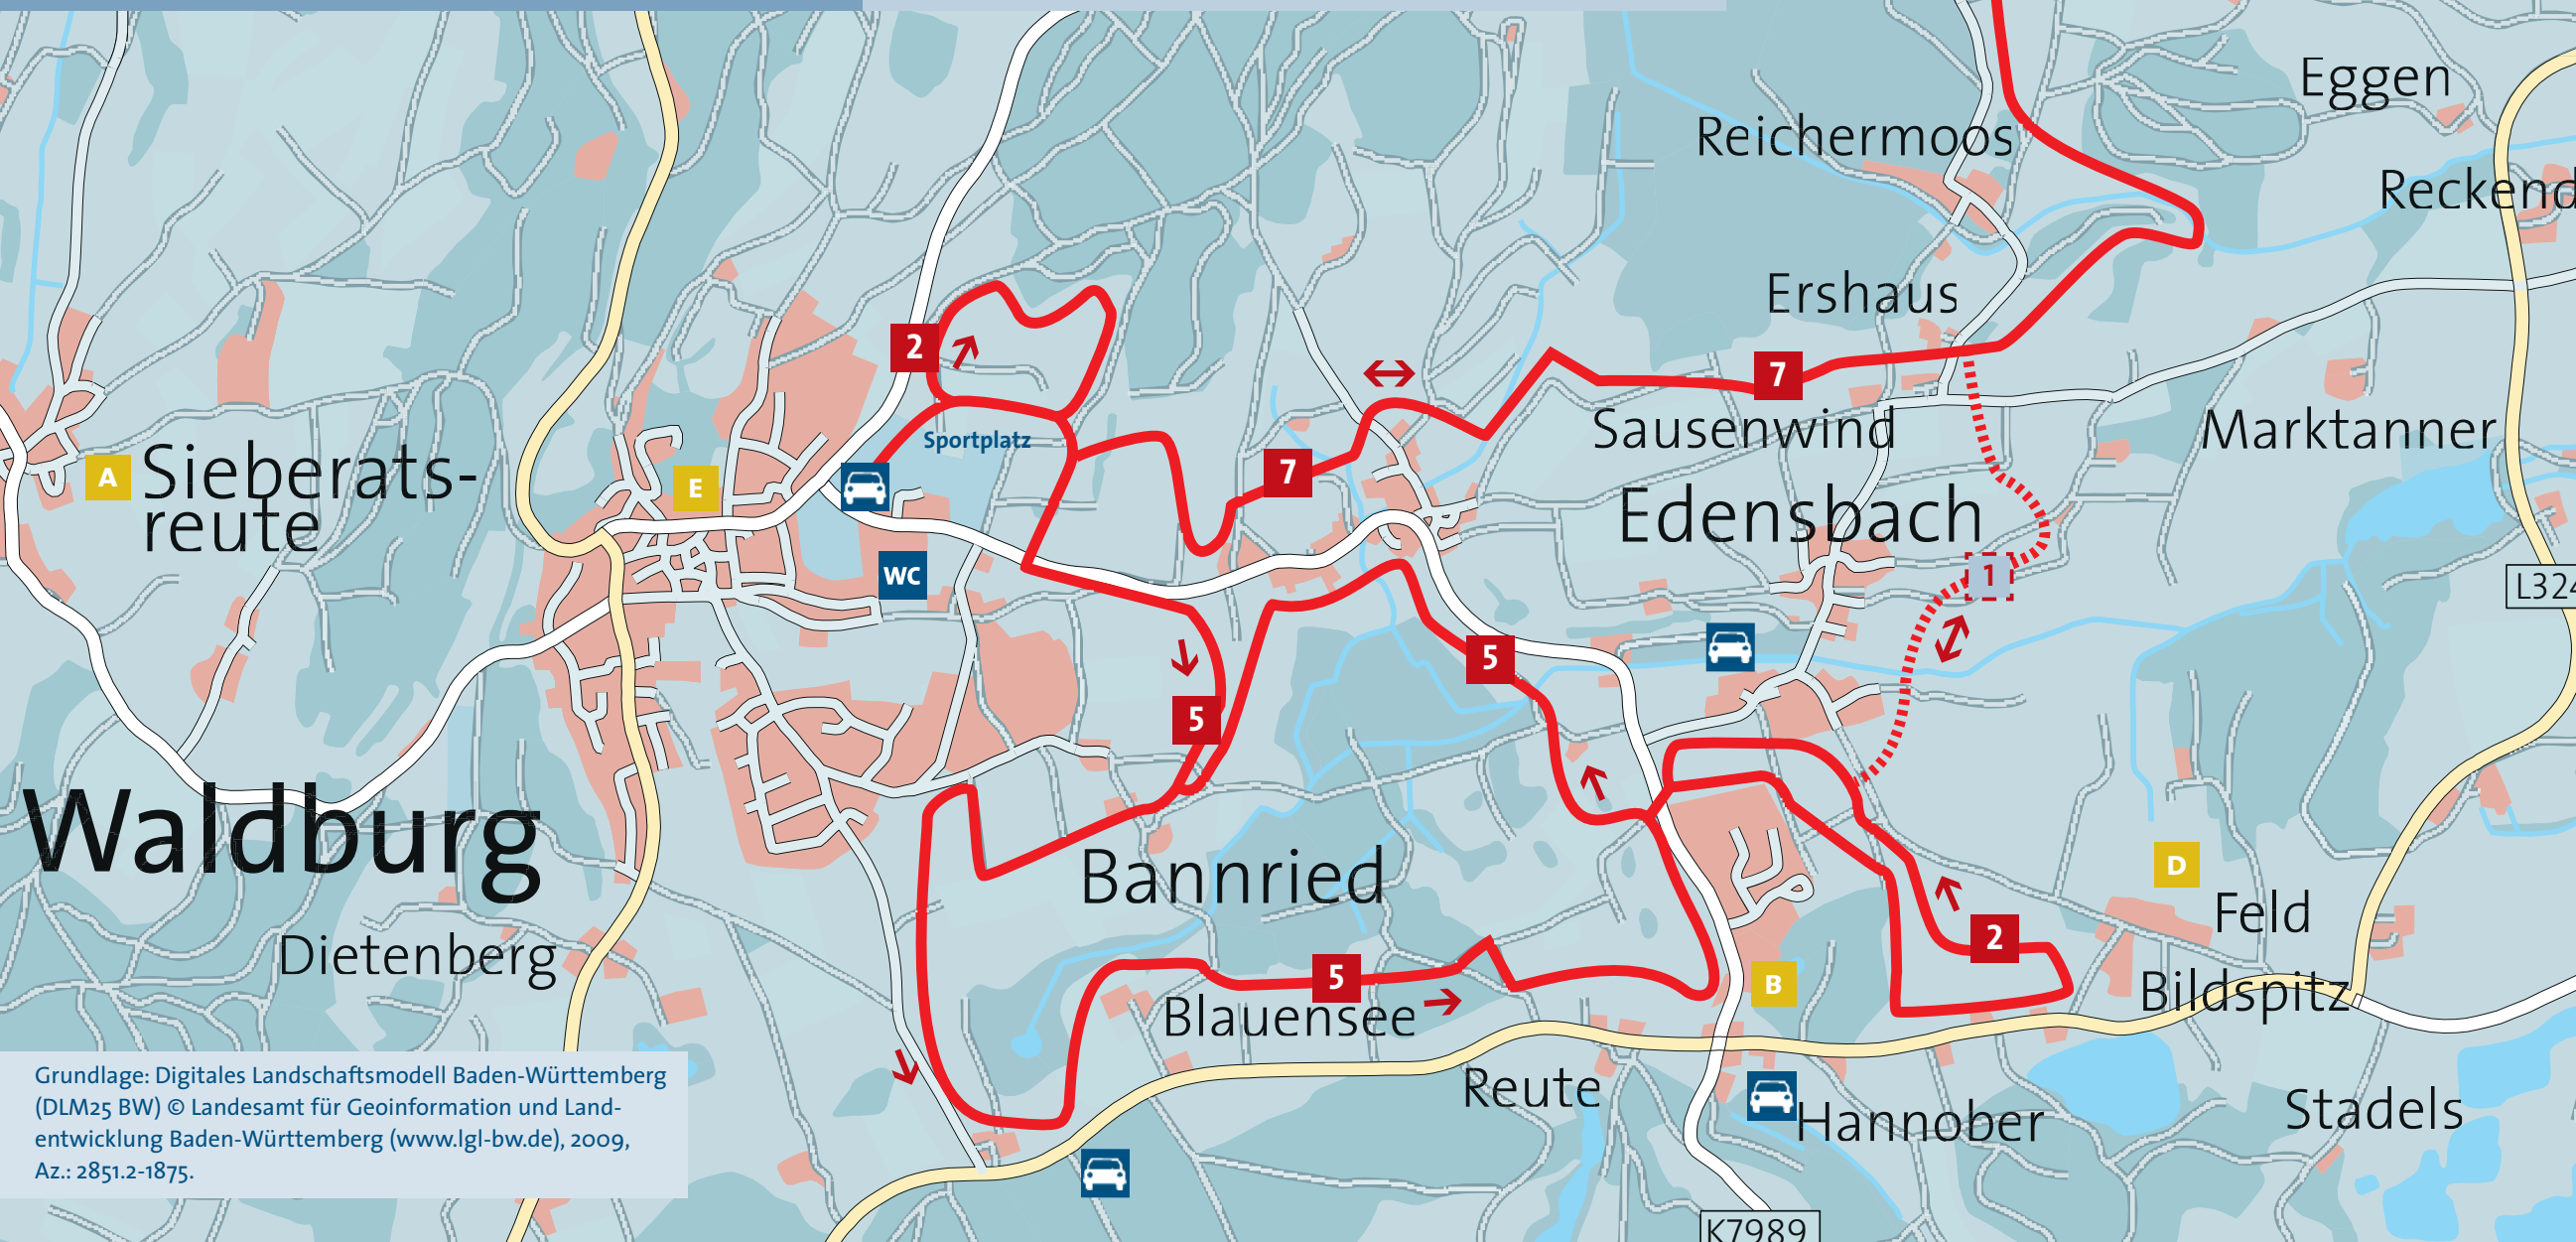 Eggen
Reichermoos
Reckend
Ershaus
2
7
Sausenwind
Marktanner
Sportplatz
A
Sieberats-
reute
E
7
Edensbach
WC
1
L324
5
5
Waldburg
Bannried
D
Feld
Dietenberg
2
5
B
Bildspitz
Blauensee
Grundlage: Digitales Landschaftsmodell Baden-Württemberg
(DLM25 BW) © Landesamt für Geoinformation und Land-
entwicklung Baden-Württemberg (www.lgl-bw.de), 2009,
Az.: 2851.2-1875.
Reute
Hannober
Stadels
K7989